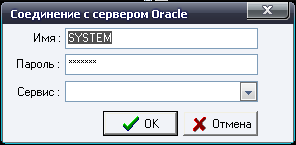 Соединение с сервером Oracle
Имя : SYSTEM
Пароль : *******
Сервис :
OK Отмена